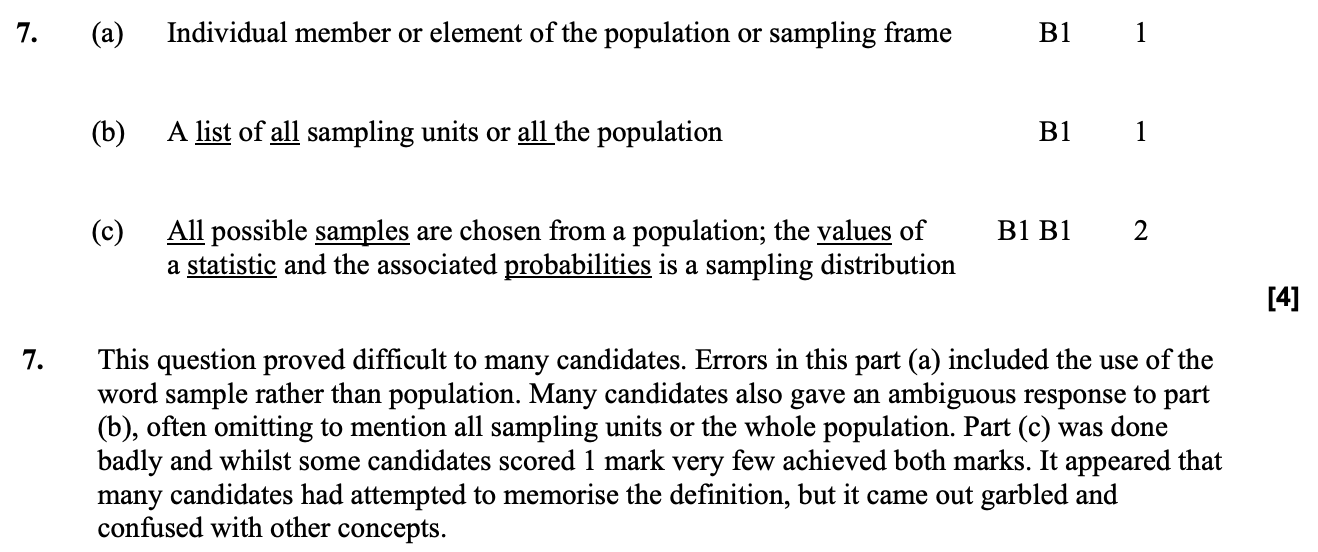 7. (a) Individual member or element of the population or sampling frame B1 1
(b) A list of all sampling units or all the population B1 1
(c) All possible samples are chosen from a population; the values of B1 B1 2
a statistic and the associated probabilities is a sampling distribution
[4]
7. This question proved difficult to many candidates. Errors in this part (a) included the use of the
word sample rather than population. Many candidates also gave an ambiguous response to part
(b), often omitting to mention all sampling units or the whole population. Part (c) was done
badly and whilst some candidates scored 1 mark very few achieved both marks. It appeared that
many candidates had attempted to memorise the definition, but it came out garbled and
confused with other concepts.